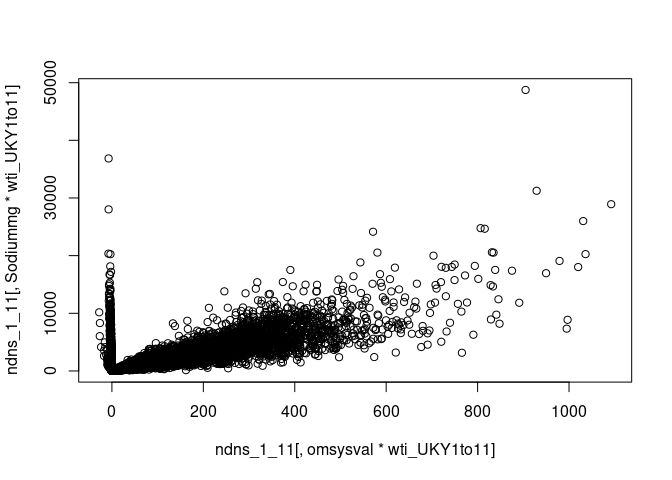 50000
30000
10000
0
ndns_1_11[, Sodiummg * wti_UKY1to11]
0 200 400 600 800 1000
ndns_1_11[, omsysval * wti_UKY1to11]